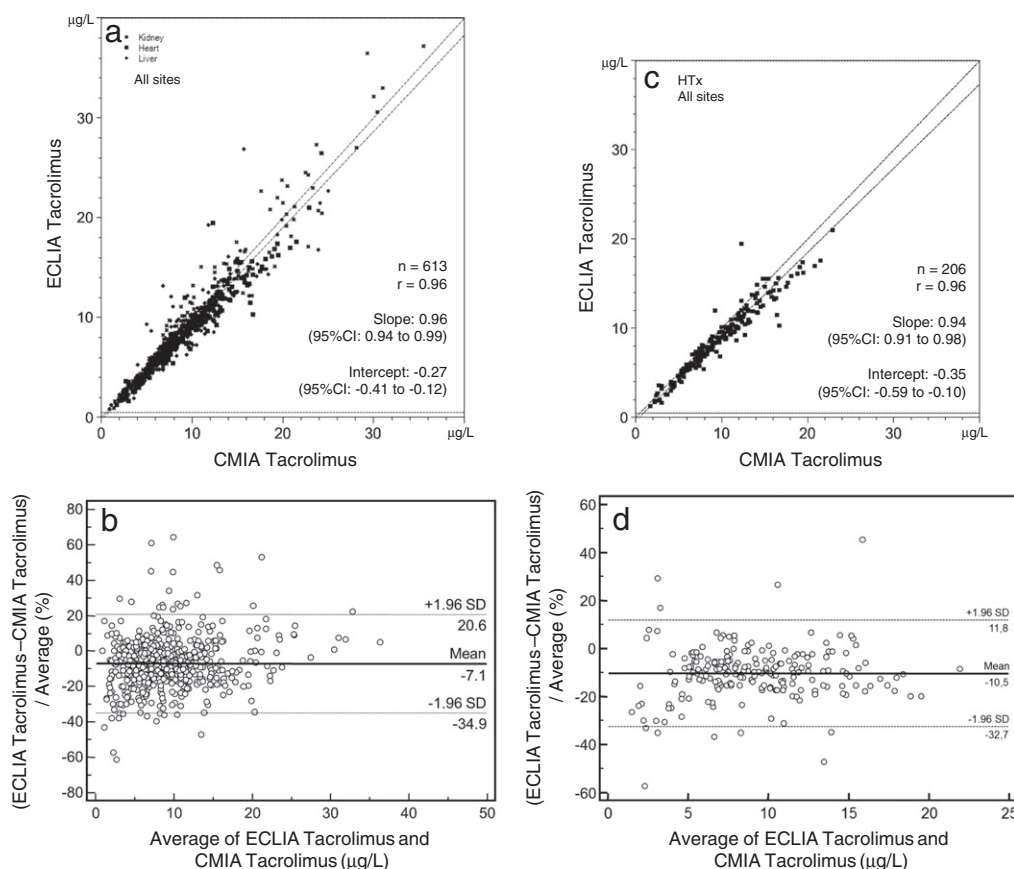 a
µg/L
40
30
20
10
0
ECLIA Tacrolimus
Kidney
Heart
Liver
All sites
n = 613
r = 0.96
Slope: 0.96
(95%CI: 0.94 to 0.99)
Intercept: -0.27
(95%CI: -0.41 to -0.12)
0 10 20 30 µg/L
CMIA Tacrolimus
c
µg/L
HTx
All sites
30
20
10
0
ECLIA Tacrolimus
n = 206
r = 0.96
Slope: 0.94
(95%CI: 0.91 to 0.98)
Intercept: -0.35
(95%CI: -0.59 to -0.10)
0 10 20 30 µg/L
CMIA Tacrolimus
b
80
60
40
20
0
-20
-40
-60
-80
(ECLIA Tacrolimus–CMIA Tacrolimus)
/ Average (%)
+1.96 SD
20.6
Mean
-7.1
-1.96 SD
-34.9
0 10 20 30 40 50
Average of ECLIA Tacrolimus and
CMIA Tacrolimus (µg/L)
d
60
40
20
0
-20
-40
-60
-80
(ECLIA Tacrolimus–CMIA Tacrolimus)
/ Average (%)
+1.96 SD
11,8
Mean
-10,5
-1.96 SD
-32,7
0 5 10 15 20 25
Average of ECLIA Tacrolimus and
CMIA Tacrolimus (µg/L)